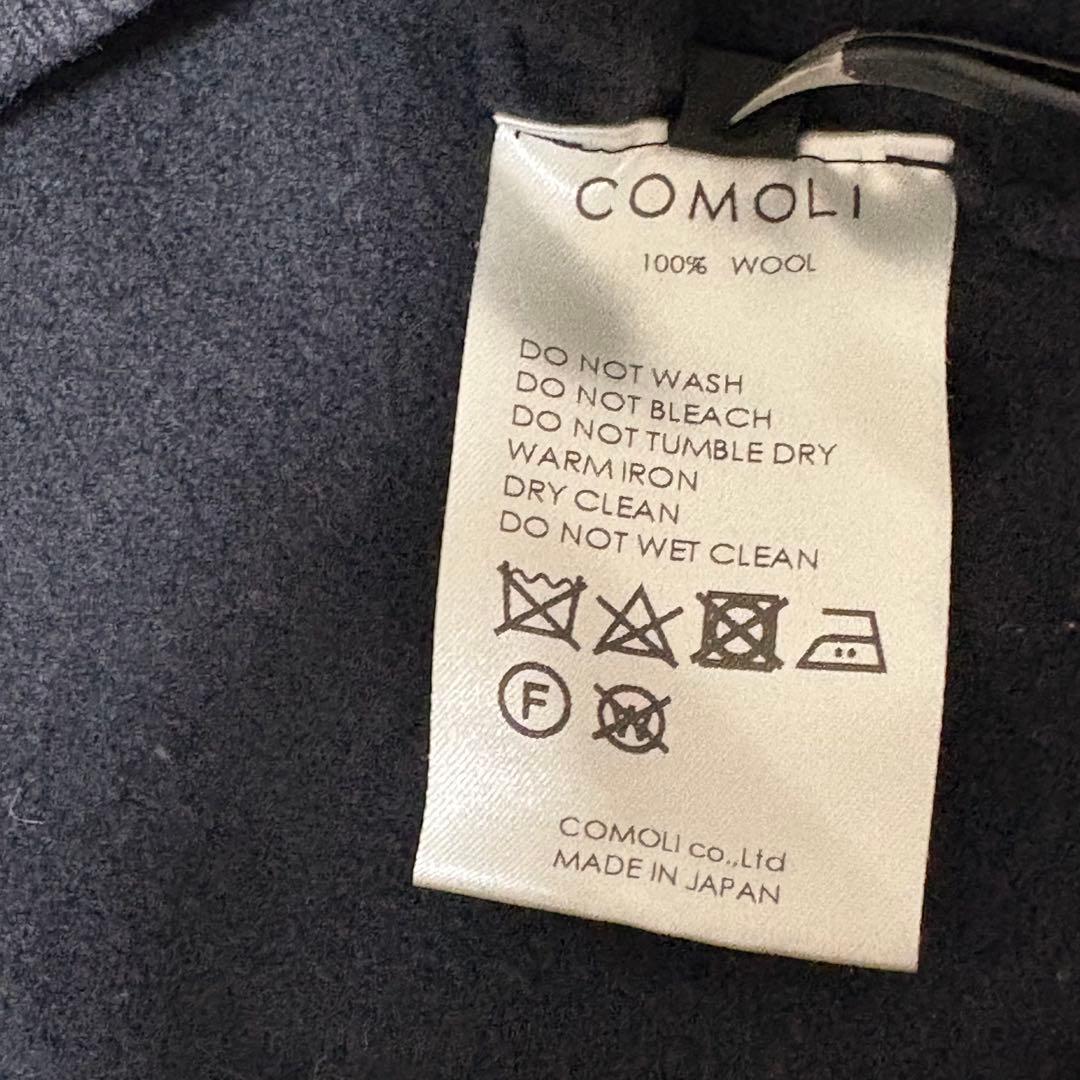 COMOLI
100% WOOL
DO NOT WASH
DO NOT BLEACH
DO NOT TUMBLE DRY
WARM IRON
DRY CLEAN
DO NOT WET CLEAN
F W
COMOLI co.,Ltd
MADE IN JAPAN